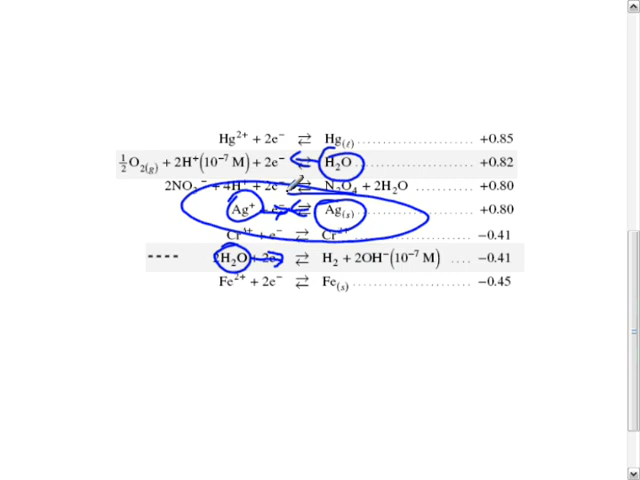 Hg²⁺ + 2e⁻ ⇄ Hg₍ℓ₎ ........................ +0.85
½O₂₍g₎ + 2H⁺(10⁻⁷ M) + 2e⁻ H₂O ........................ +0.82
2NO₃⁻ + 4H⁺ + 2e⁻ ⇄ N₂O₄ + 2H₂O ............ +0.80
Ag⁺ e⁻ ⇄ Ag₍s₎ ........................ +0.80
Cr³⁺ + e⁻ ⇄ Cr²⁺ ........................ −0.41
---- 2H₂O + 2e⁻ ⇄ H₂ + 2OH⁻(10⁻⁷ M) .... −0.41
Fe²⁺ + 2e⁻ ⇄ Fe₍s₎ ........................ −0.45